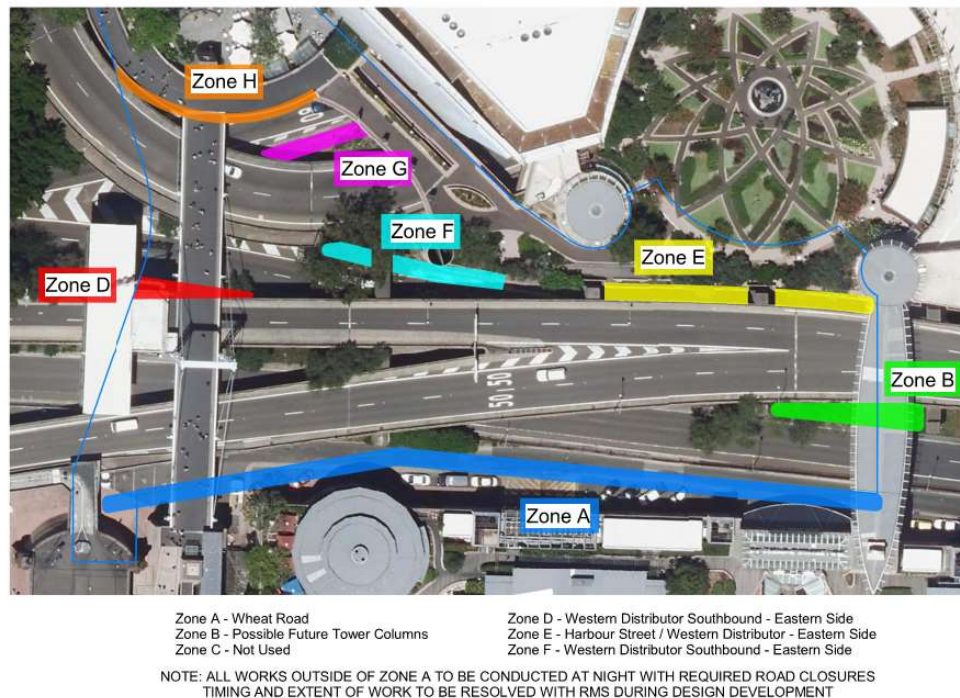 Zone H
80
Zone G
Zone F
Zone E
Zone D
Zone B
50 50
Zone A
Zone A - Wheat Road
Zone B - Possible Future Tower Columns
Zone C - Not Used
Zone D - Western Distributor Southbound - Eastern Side
Zone E - Harbour Street / Western Distributor - Eastern Side
Zone F - Western Distributor Southbound - Eastern Side
NOTE: ALL WORKS OUTSIDE OF ZONE A TO BE CONDUCTED AT NIGHT WITH REQUIRED ROAD CLOSURES
TIMING AND EXTENT OF WORK TO BE RESOLVED WITH RMS DURING DESIGN DEVELOPMENT